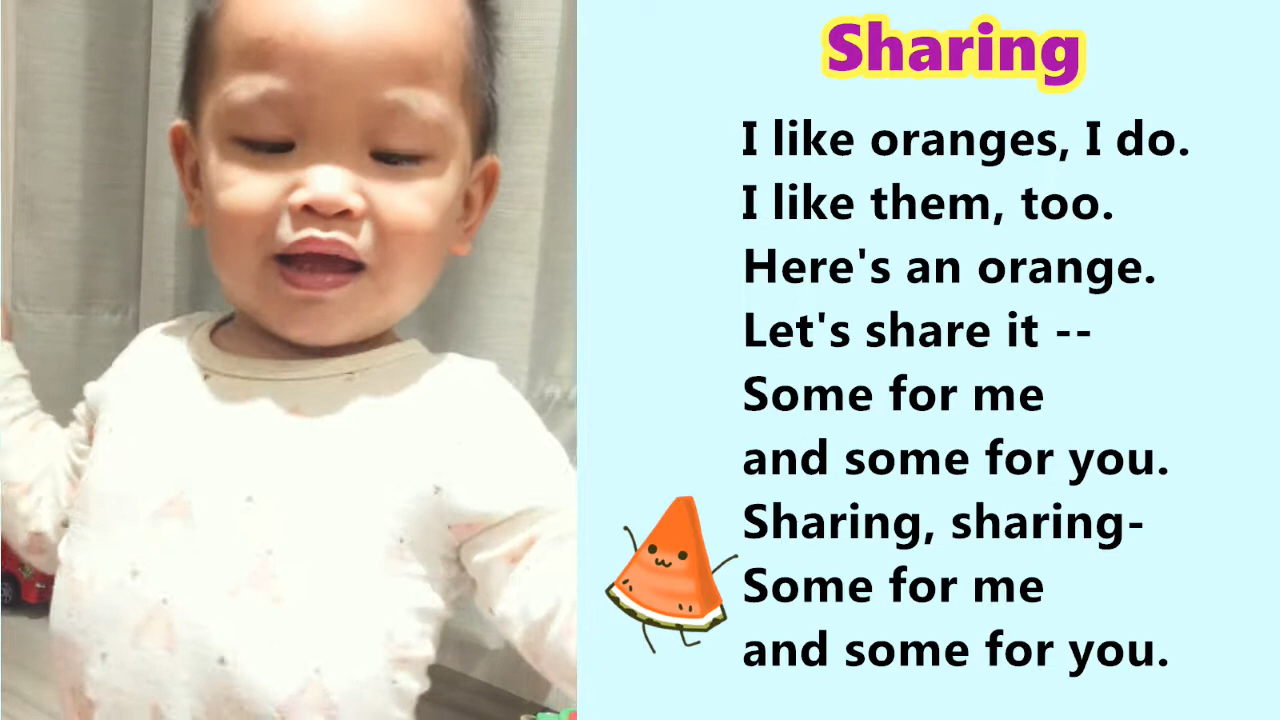 Sharing
I like oranges, I do.
I like them, too.
Here's an orange.
Let's share it --
Some for me
and some for you.
Sharing, sharing-
Some for me
and some for you.